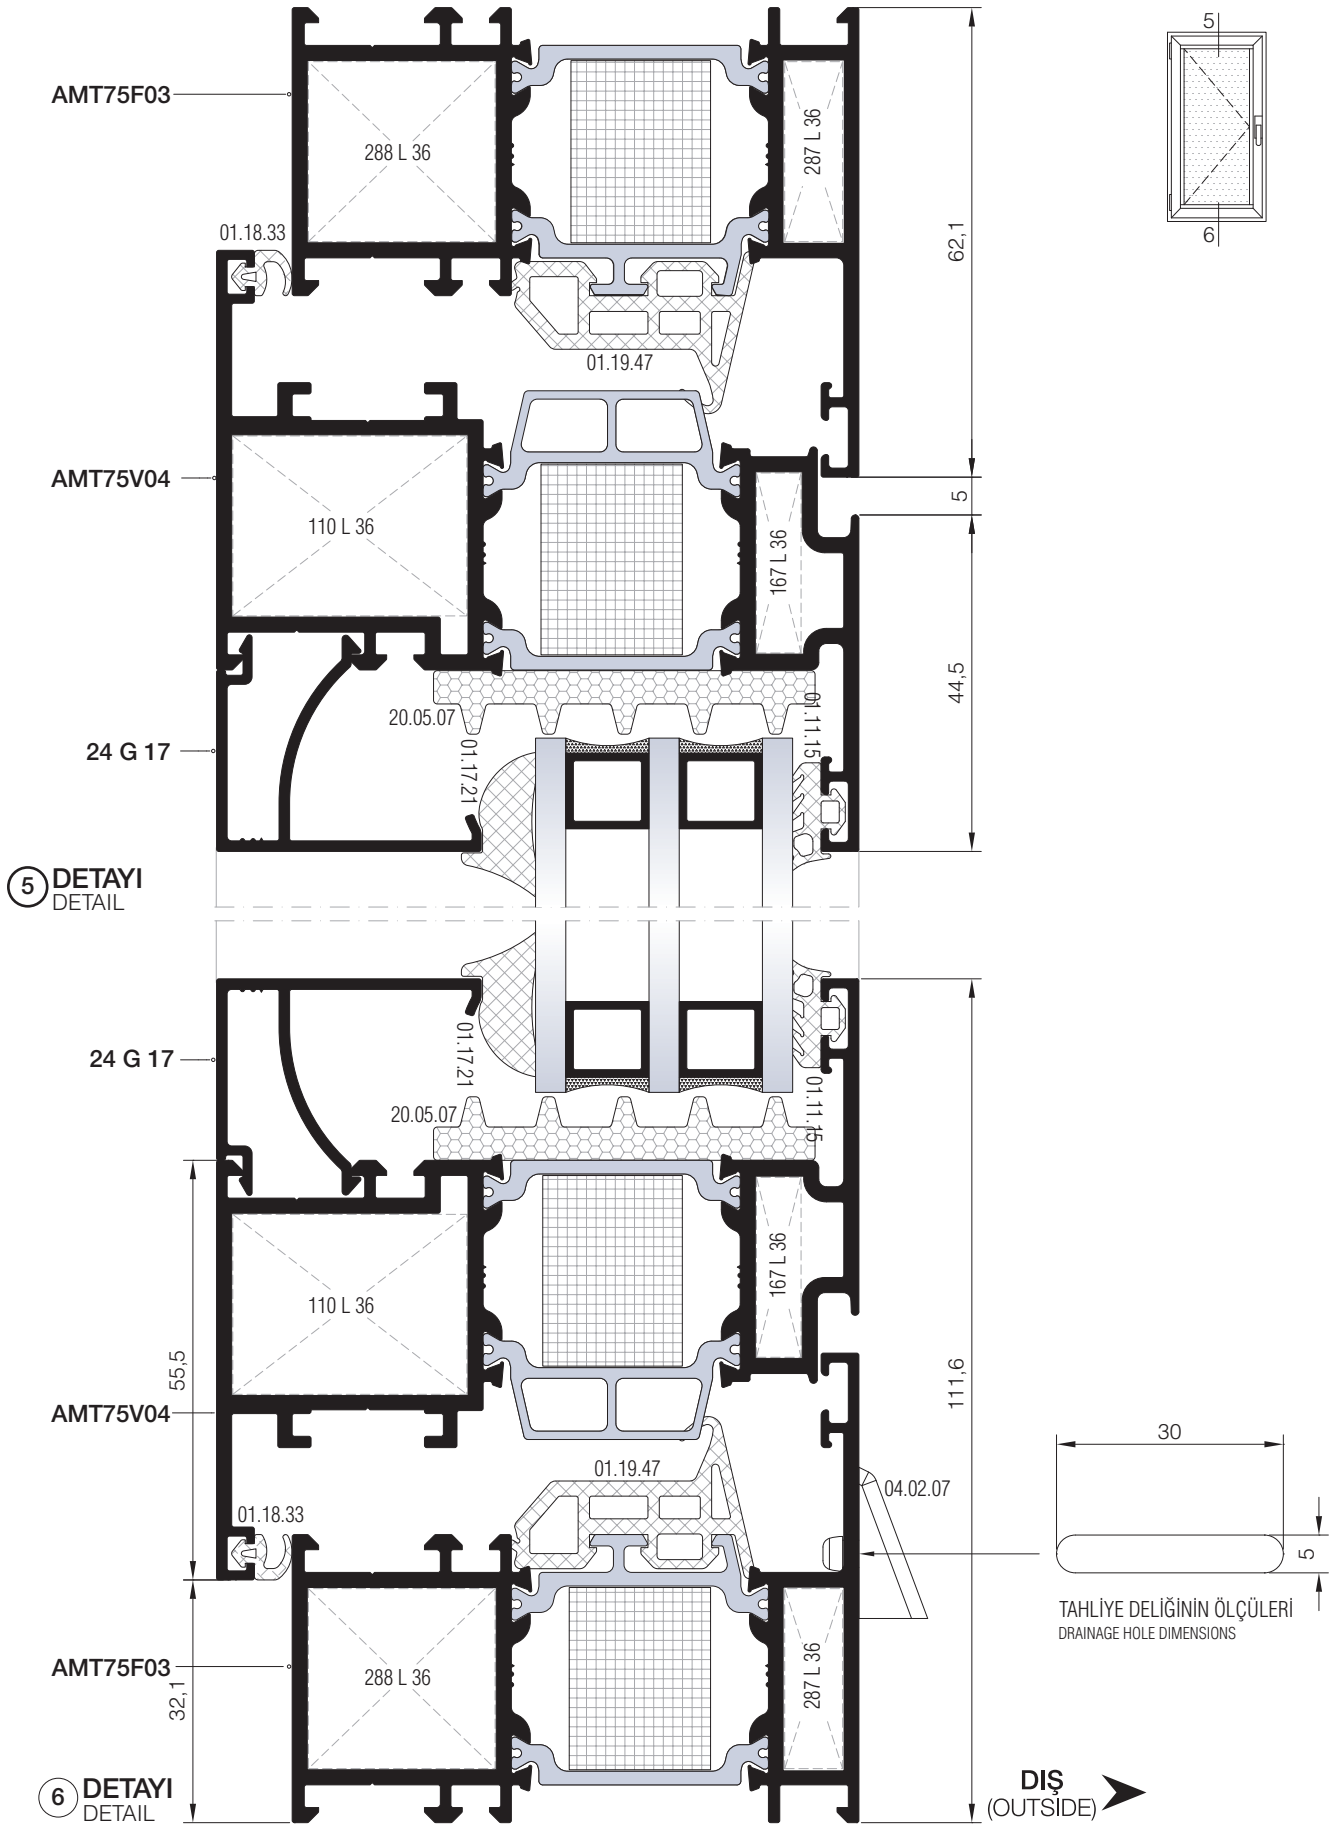 5
6
AMT75F03
288 L 36
287 L 36
01.18.33
62,1
01.19.47
AMT75V04
5
110 L 36
167 L 36
44,5
20.05.07
01.11.15
24 G 17
01.17.21
5 DETAYI
DETAIL
24 G 17
01.17.21
20.05.07
01.11.15
110 L 36
167 L 36
55,5
111,6
AMT75V04
01.19.47
01.18.33
04.02.07
30
5
TAHLİYE DELİĞİNİN ÖLÇÜLERİ
DRAINAGE HOLE DIMENSIONS
AMT75F03
288 L 36
287 L 36
32,1
6 DETAYI
DETAIL
DIŞ
(OUTSİDE)